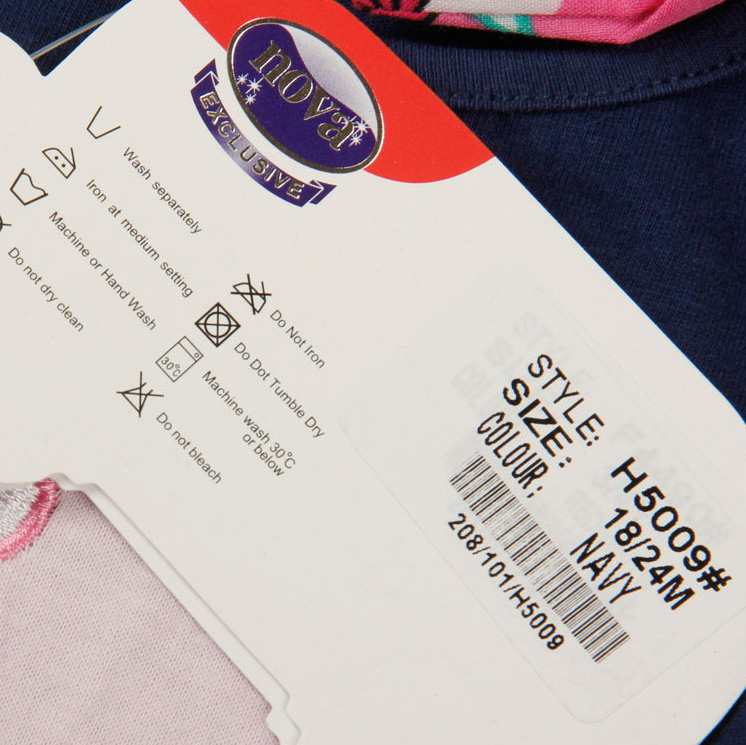 nova
EXCLUSIVE
Wash separately
Iron at medium setting
Machine or Hand Wash
Do not dry clean
Do Not Iron
Do Dot Tumble Dry
30°C
Machine wash 30°C
or below
Do not bleach
STYLE: H5009#
SIZE: 18/24M
COLOUR: NAVY
208/101/H5009